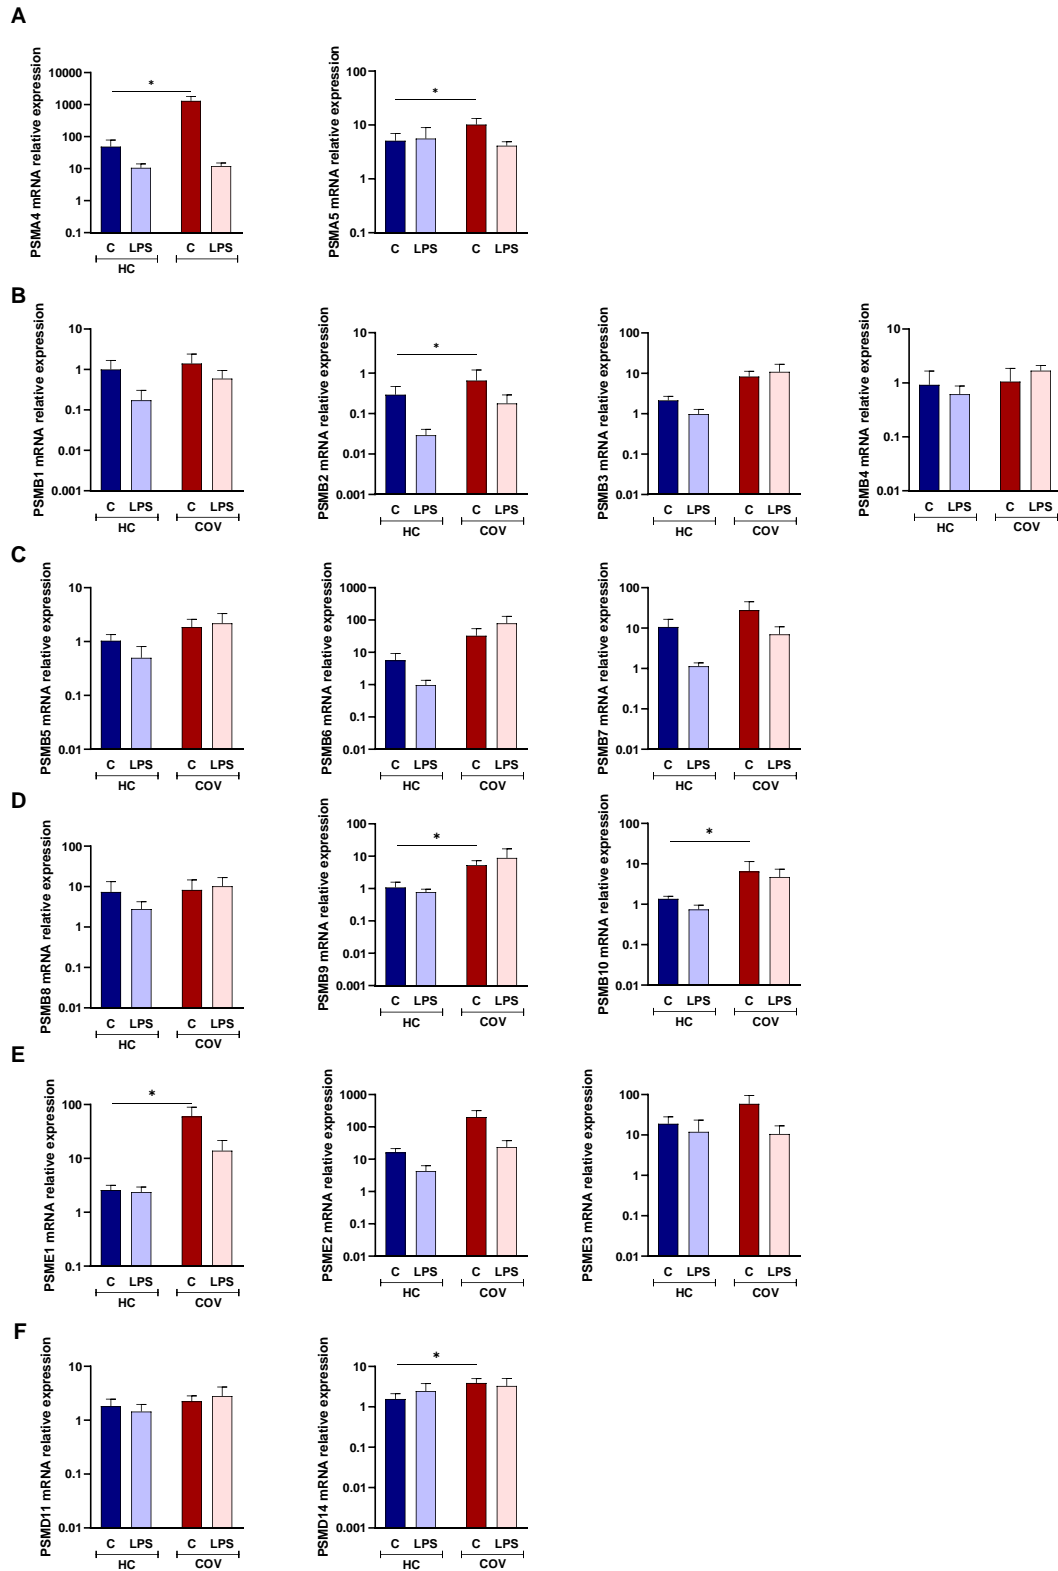 A
PSMA4 mRNA relative expression
10000
1000
100
10
1
0.1
*
C LPS C LPS
HC
PSMA5 mRNA relative expression
100
10
1
0.1
*
C LPS C LPS
B
PSMB1 mRNA relative expression
10
1
0.1
0.01
0.001
C LPS C LPS
HC COV
PSMB2 mRNA relative expression
10
1
0.1
0.01
0.001
*
C LPS C LPS
HC COV
PSMB3 mRNA relative expression
100
10
1
0.1
0.01
C LPS C LPS
HC COV
PSMB4 mRNA relative expression
10
1
0.1
0.01
C LPS C LPS
HC COV
C
PSMB5 mRNA relative expression
10
1
0.1
0.01
C LPS C LPS
HC COV
PSMB6 mRNA relative expression
1000
100
10
1
0.1
0.01
C LPS C LPS
HC COV
PSMB7 mRNA relative expression
100
10
1
0.1
0.01
C LPS C LPS
HC COV
D
PSMB8 mRNA relative expression
100
10
1
0.1
0.01
C LPS C LPS
HC COV
PSMB9 mRNA relative expression
100
10
1
0.1
0.01
0.001
*
C LPS C LPS
HC COV
PSMB10 mRNA relative expression
100
10
1
0.1
0.01
*
C LPS C LPS
HC COV
E
PSME1 mRNA relative expression
100
10
1
0.1
*
C LPS C LPS
HC COV
PSME2 mRNA relative expression
1000
100
10
1
0.1
0.01
C LPS C LPS
HC COV
PSME3 mRNA relative expression
100
10
1
0.1
0.01
C LPS C LPS
HC COV
F
PSMD11 mRNA relative expression
10
1
0.1
0.01
C LPS C LPS
HC COV
PSMD14 mRNA relative expression
10
1
0.1
0.01
0.001
*
C LPS C LPS
HC COV